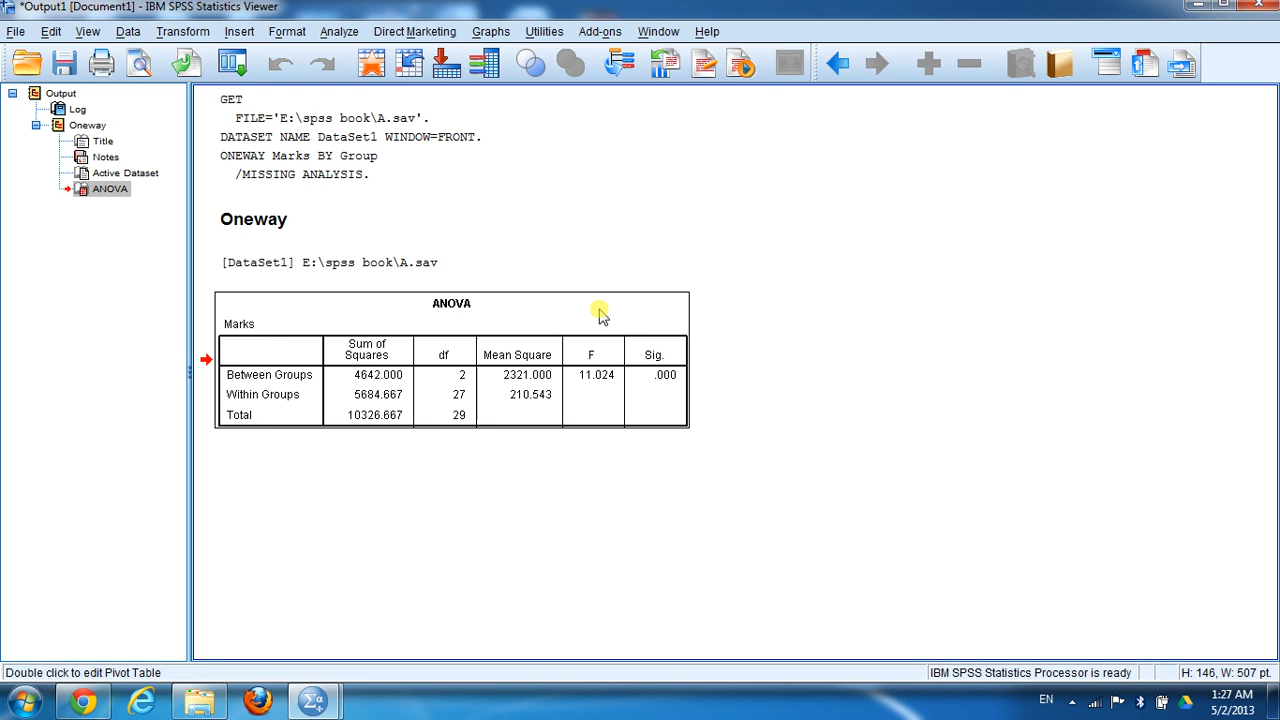 *Output1 [Document1] - IBM SPSS Statistics Viewer
File Edit View Data Transform Insert Format Analyze Direct Marketing Graphs Utilities Add-ons Window Help
Output
Log
Oneway
Title
Notes
Active Dataset
ANOVA
GET
FILE='E:\spss book\A.sav'.
DATASET NAME DataSet1 WINDOW=FRONT.
ONEWAY Marks BY Group
/MISSING ANALYSIS.
Oneway
[DataSet1] E:\spss book\A.sav
ANOVA
Marks
Sum of Squares df Mean Square F Sig.
Between Groups 4642.000 2 2321.000 11.024 .000
Within Groups 5684.667 27 210.543
Total 10326.667 29
Double click to edit Pivot Table IBM SPSS Statistics Processor is ready H: 146, W: 507 pt.
EN 1:27 AM
5/2/2013